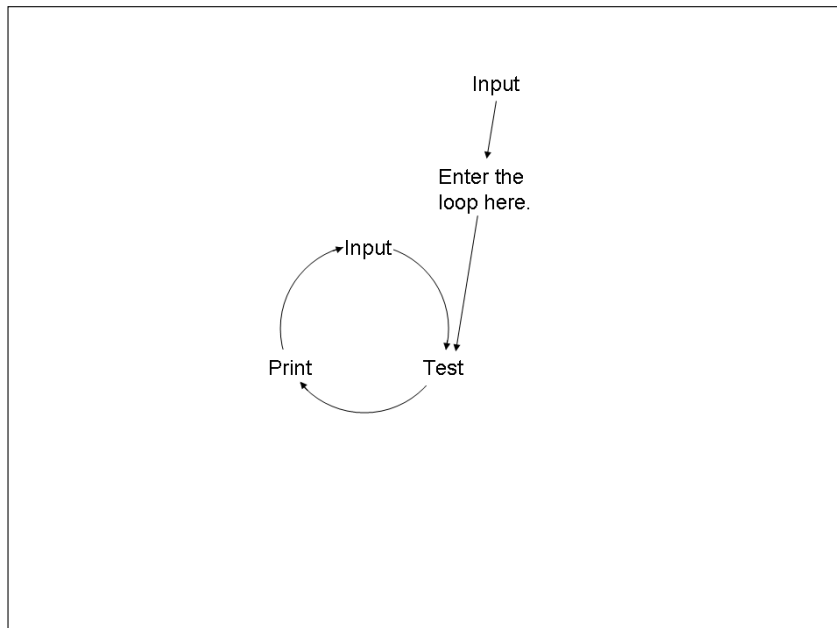 Input
Enter the
loop here.
Input
Print
Test